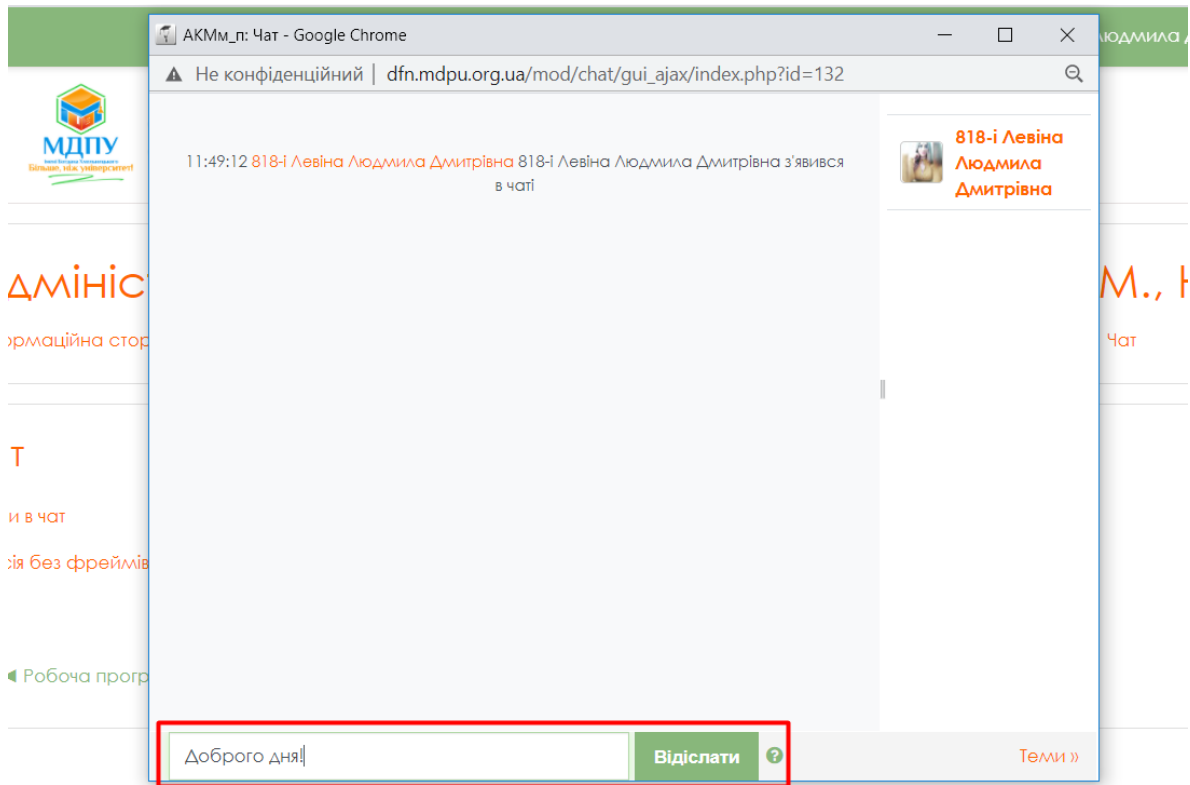 АКМм_п: Чат - Google Chrome
Не конфіденційний | dfn.mdpu.org.ua/mod/chat/gui_ajax/index.php?id=132
юдмила
МДПУ
Більше, ніж університет!
11:49:12 818-і Левіна Людмила Дмитрівна 818-і Левіна Людмила Дмитрівна з'явився
в чаті
818-і Левіна
Людмила
Дмитрівна
дмініс
М., Н
ормаційна стор
Чат
т
и в чат
сія без фреймів
Робоча прогр
Доброго дня!
Відіслати
?
Теми »